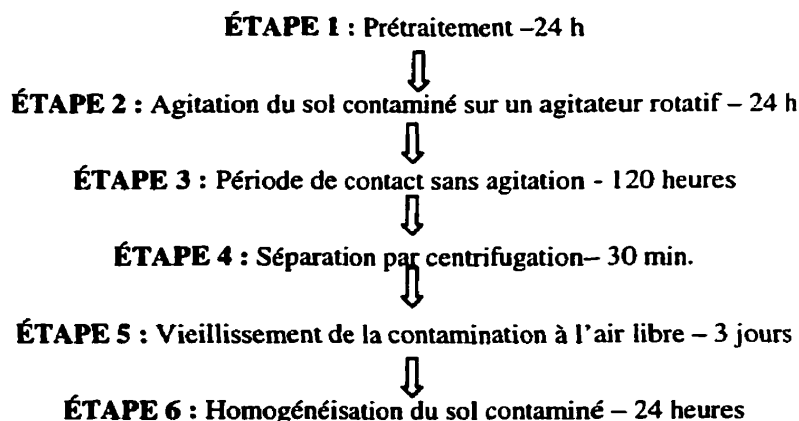 ÉTAPE 1 : Prétraitement –24 h
ÉTAPE 2 : Agitation du sol contaminé sur un agitateur rotatif – 24 h
ÉTAPE 3 : Période de contact sans agitation - 120 heures
ÉTAPE 4 : Séparation par centrifugation– 30 min.
ÉTAPE 5 : Vieillissement de la contamination à l'air libre – 3 jours
ÉTAPE 6 : Homogénéisation du sol contaminé – 24 heures